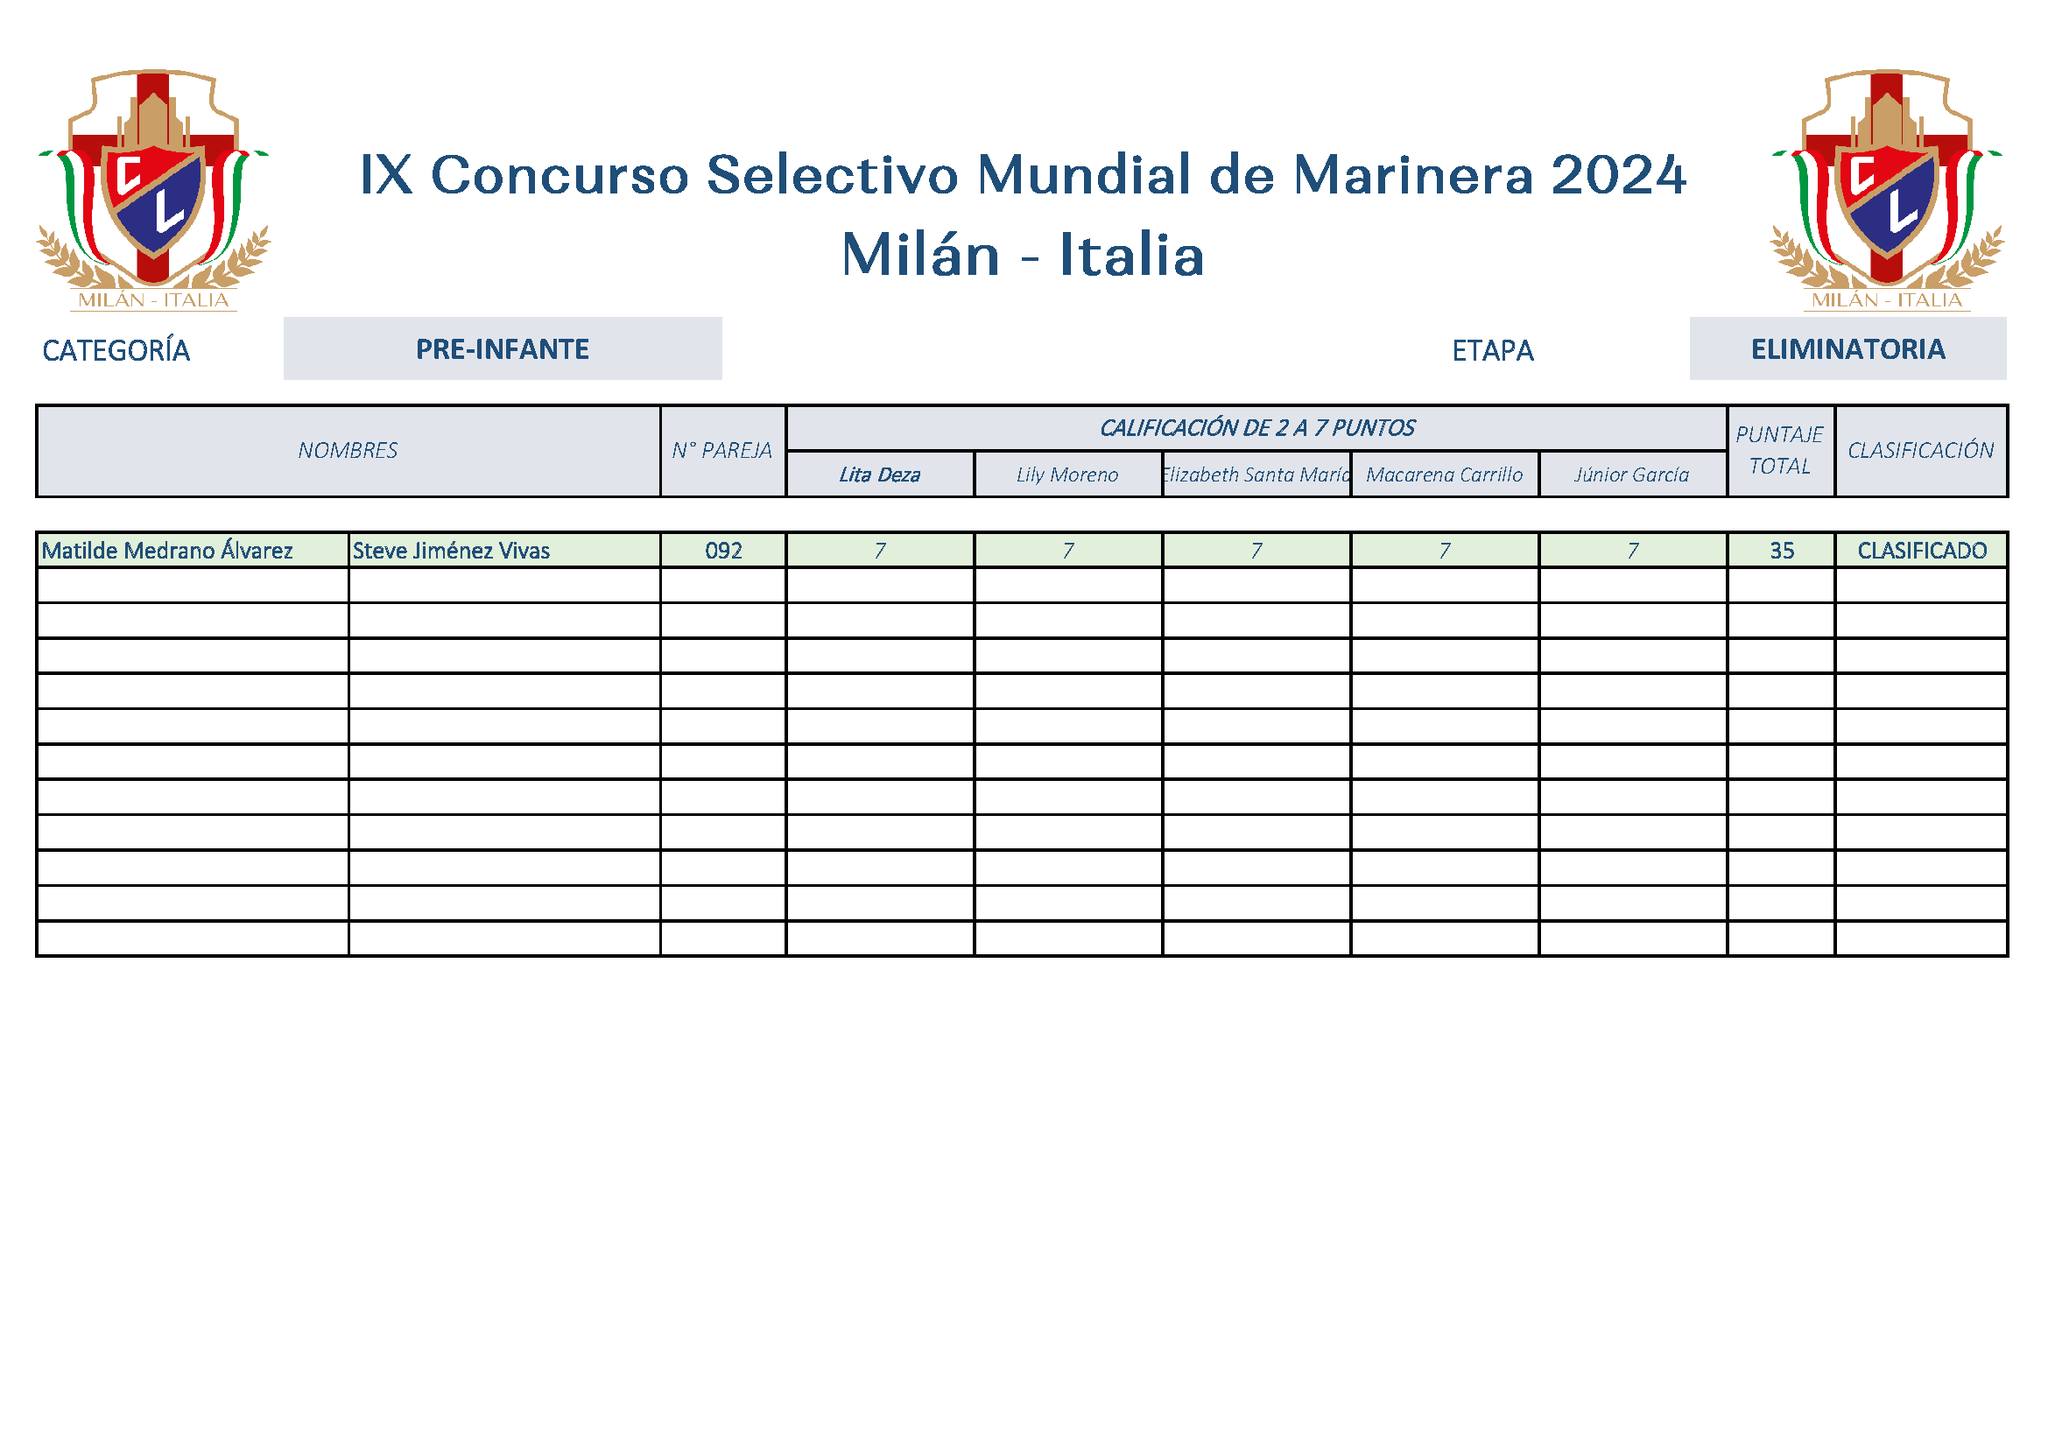 IX Concurso Selectivo Mundial de Marinera 2024
Milán - Italia
CL
MILÁN - ITALIA
CL
MILÁN - ITALIA
CATEGORÍA PRE-INFANTE ETAPA ELIMINATORIA
NOMBRES N° PAREJA CALIFICACIÓN DE 2 A 7 PUNTOS PUNTAJE TOTAL CLASIFICACIÓN
Lita Deza Lily Moreno Elizabeth Santa María Macarena Carrillo Júnior García
Matilde Medrano Álvarez Steve Jiménez Vivas 092 7 7 7 7 7 35 CLASIFICADO